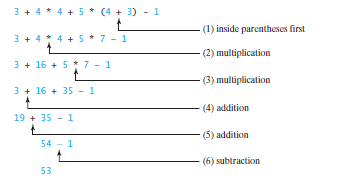 3 + 4 * 4 + 5 * (4 + 3) - 1
(1) inside parentheses first
3 + 4 * 4 + 5 * 7 - 1
(2) multiplication
3 + 16 + 5 * 7 - 1
(3) multiplication
3 + 16 + 35 - 1
(4) addition
19 + 35 - 1
(5) addition
54 - 1
(6) subtraction
53